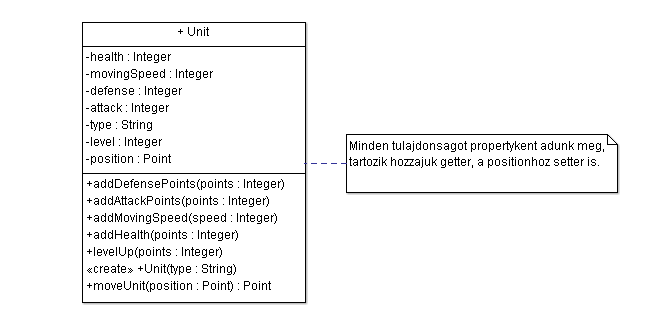 + Unit
-health : Integer
-movingSpeed : Integer
-defense : Integer
-attack : Integer
-type : String
-level : Integer
-position : Point
+addDefensePoints(points : Integer)
+addAttackPoints(points : Integer)
+addMovingSpeed(speed : Integer)
+addHealth(points : Integer)
+levelUp(points : Integer)
«create» +Unit(type : String)
+moveUnit(position : Point) : Point
Minden tulajdonsagot propertykent adunk meg,
tartozik hozzajuk getter, a positionhoz setter is.